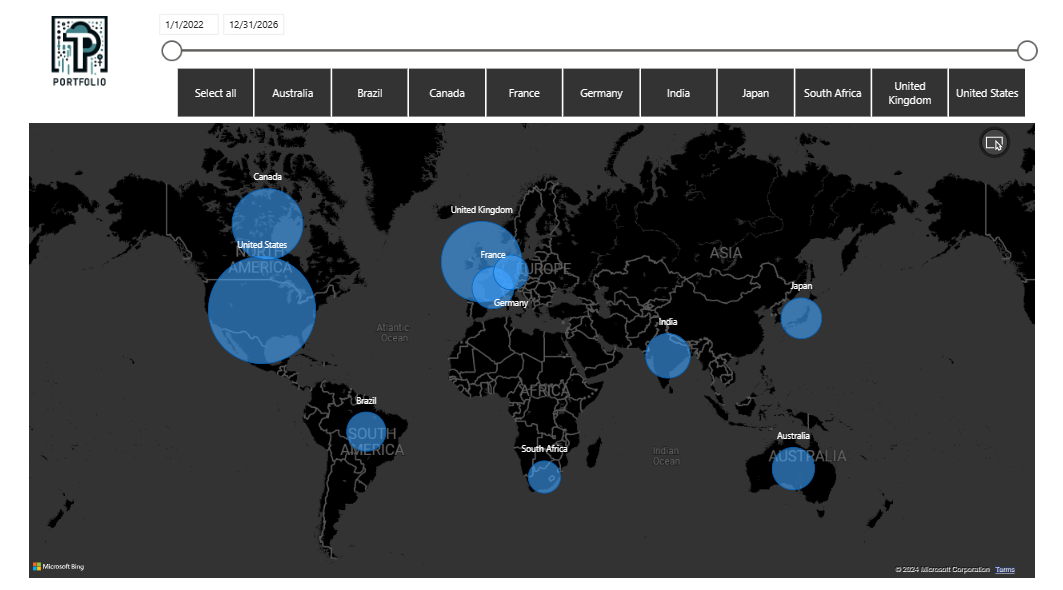 TP
PORTFOLIO
1/1/2022
12/31/2026
Select all
Australia
Brazil
Canada
France
Germany
India
Japan
South Africa
United
Kingdom
United States
Canada
United Kingdom
United States
NORTH
AMERICA
France
EUROPE
ASIA
Germany
Japan
India
Atlantic
Ocean
AFRICA
Brazil
SOUTH
AMERICA
South Africa
Indian
Ocean
Australia
AUSTRALIA
Microsoft Bing
© 2024 Microsoft Corporation Terms